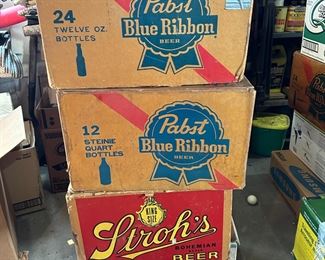 24
TWELVE OZ.
BOTTLES
Pabst
Blue Ribbon
BEER
12
STEINIE
QUART
BOTTLES
Pabst
Blue Ribbon
BEER
KING
SIZE
Stroh's
BOHEMIAN
BEER